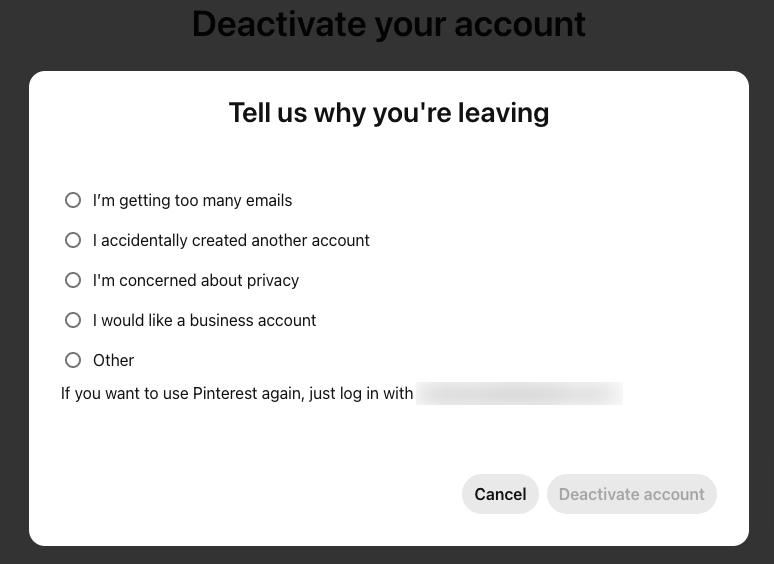 Deactivate your account
Tell us why you're leaving
I’m getting too many emails
I accidentally created another account
I'm concerned about privacy
I would like a business account
Other
If you want to use Pinterest again, just log in with
Cancel
Deactivate account